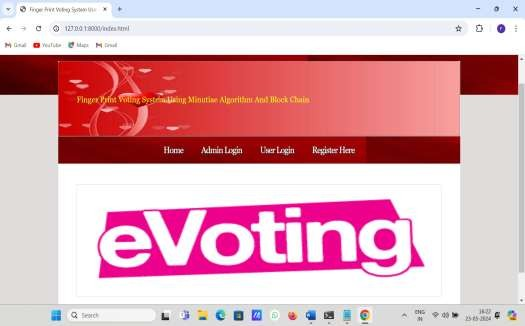 Finger Print Voting System Usin
127.0.0.1:8000/index.html
Gmail YouTube Maps Gmail
Finger Print Voting System Using Minutiae Algorithm And Block Chain
Home Admin Login User Login Register Here
eVoting
Search
ENG
IN
16:22
23-05-2024